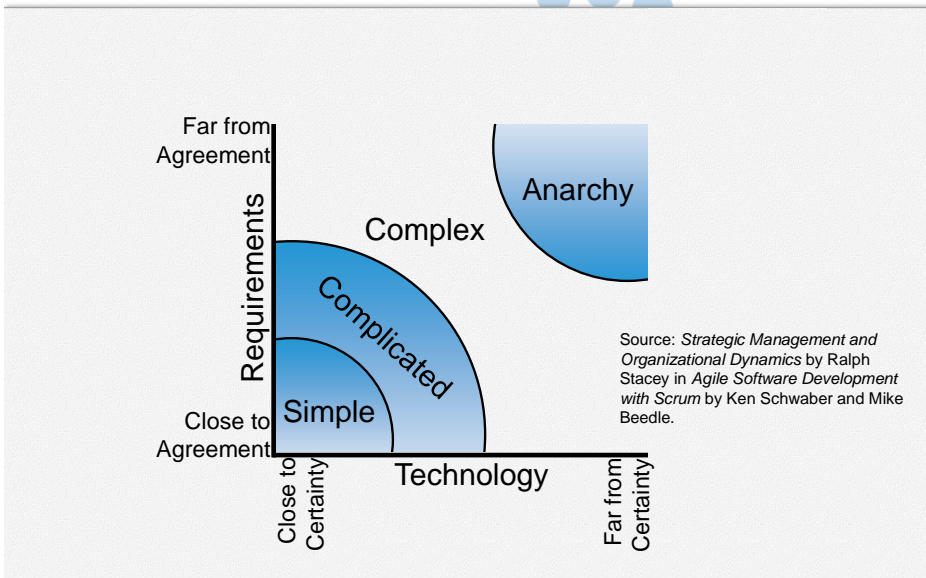 Far from
Agreement
Requirements
Complex
Anarchy
Complicated
Simple
Close to
Agreement
Technology
Close to
Certainty
Far from
Certainty
Source: Strategic Management and
Organizational Dynamics by Ralph
Stacey in Agile Software Development
with Scrum by Ken Schwaber and Mike
Beedle.